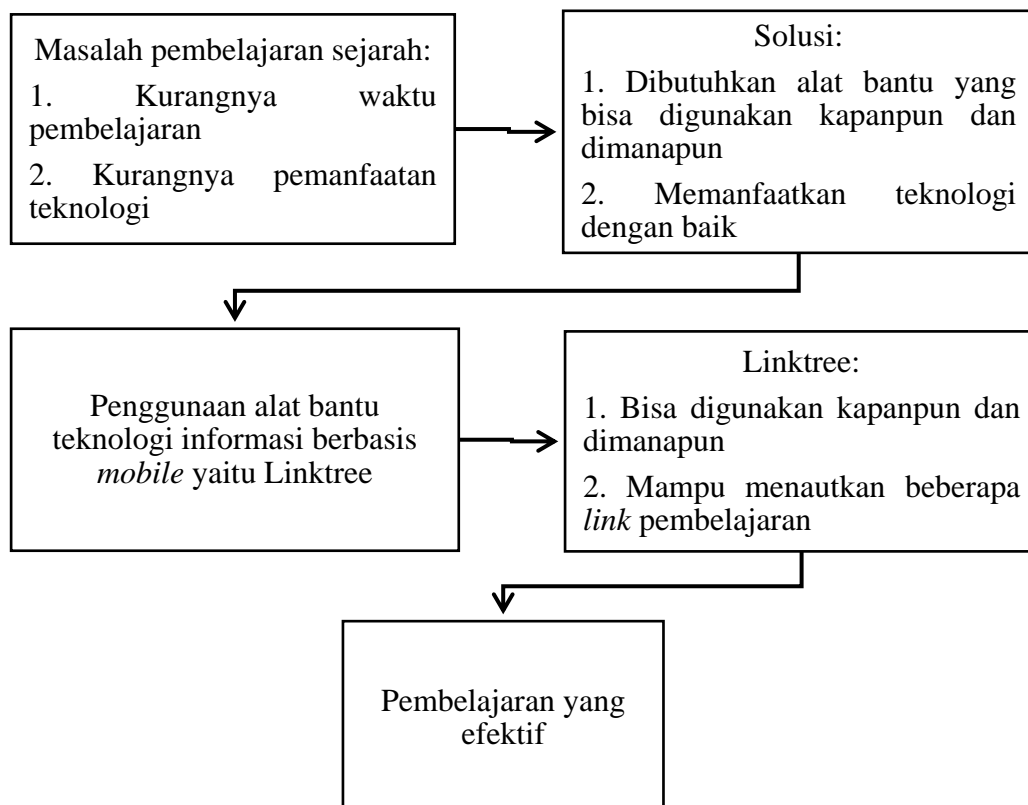 Masalah pembelajaran sejarah:
1. Kurangnya waktu
pembelajaran
2. Kurangnya pemanfaatan
teknologi
Solusi:
1. Dibutuhkan alat bantu yang
bisa digunakan kapanpun dan
dimanapun
2. Memanfaatkan teknologi
dengan baik
Penggunaan alat bantu
teknologi informasi berbasis
mobile yaitu Linktree
Linktree:
1. Bisa digunakan kapanpun dan
dimanapun
2. Mampu menautkan beberapa
link pembelajaran
Pembelajaran yang
efektif